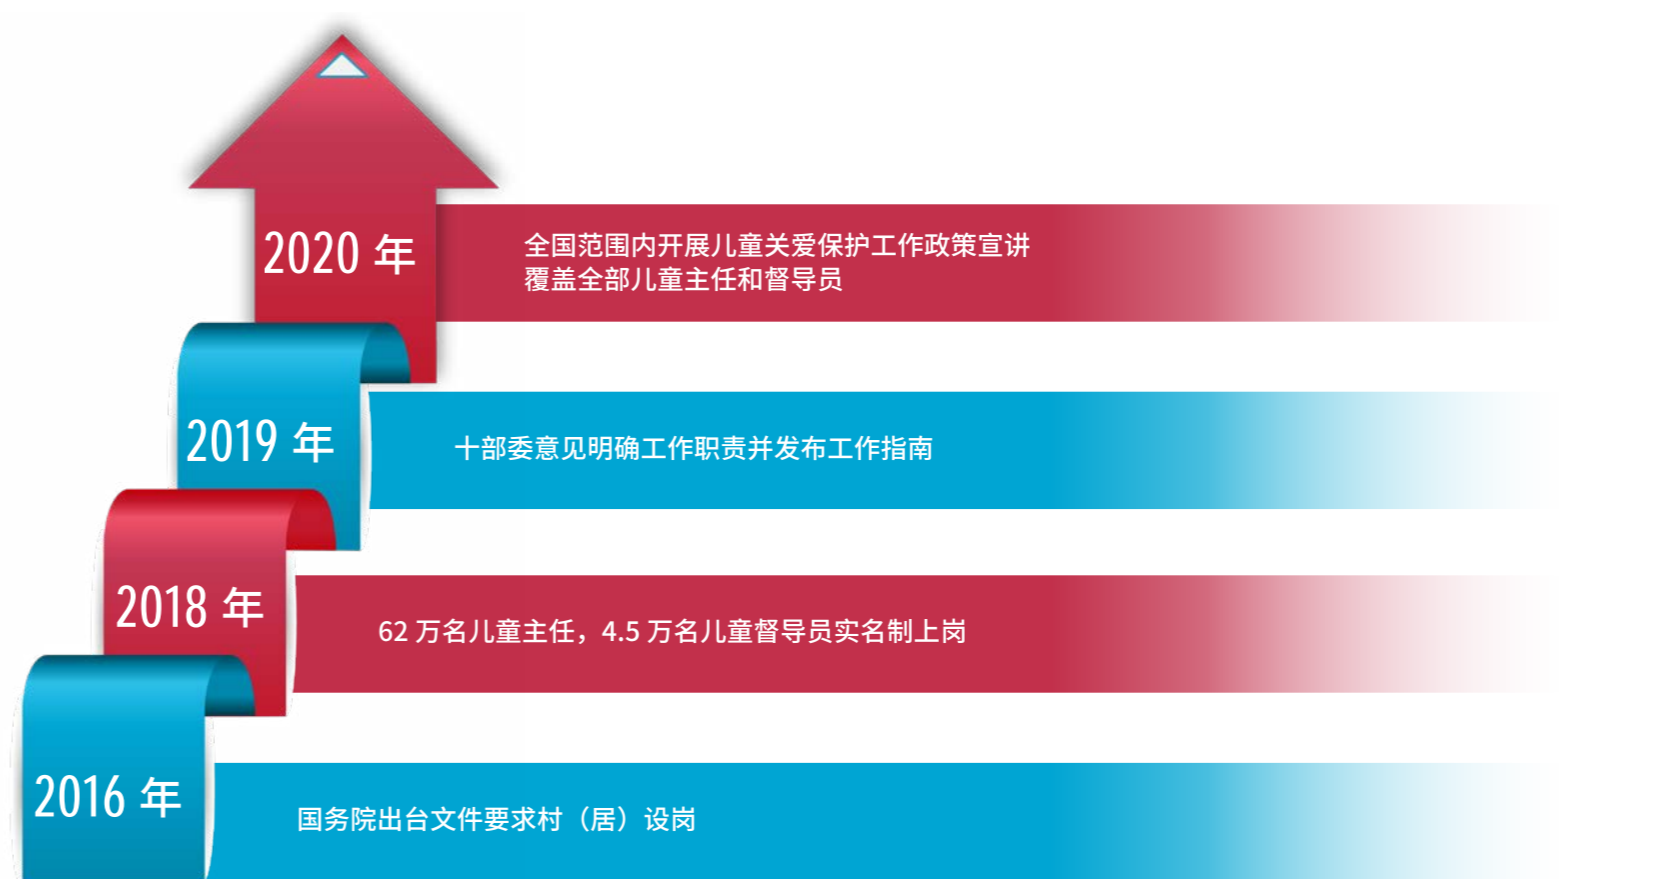 2020 年
全国范围内开展儿童关爱保护工作政策宣讲
覆盖全部儿童主任和督导员
2019 年
十部委意见明确工作职责并发布工作指南
2018 年
62 万名儿童主任，4.5 万名儿童督导员实名制上岗
2016 年
国务院出台文件要求村（居）设岗